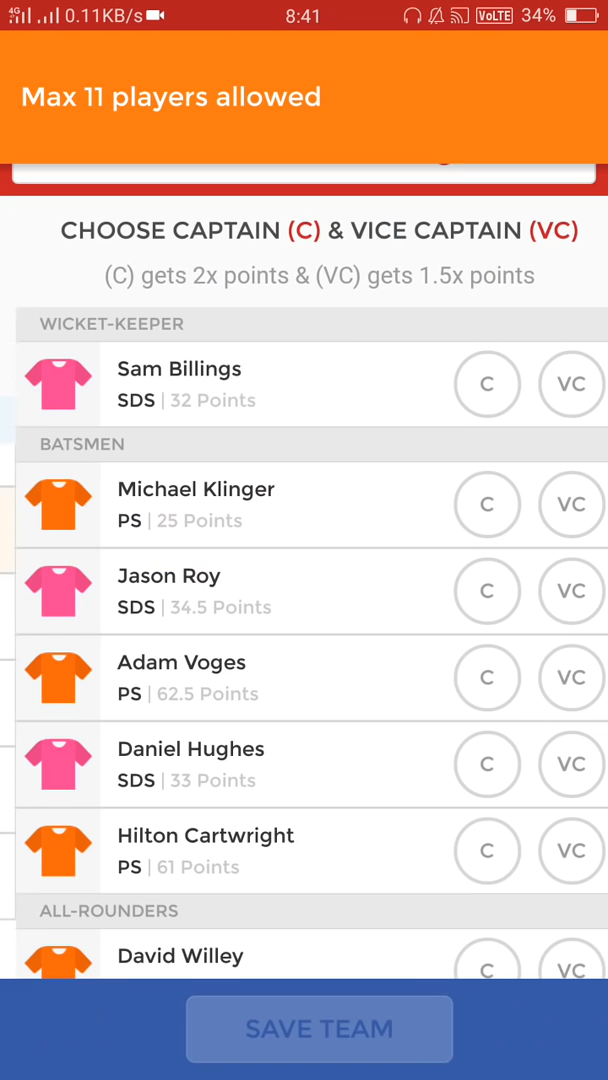 4G 0.11KB/s 8:41 VoLTE 34%
Max 11 players allowed
CHOOSE CAPTAIN (C) & VICE CAPTAIN (VC)
(C) gets 2x points & (VC) gets 1.5x points
WICKET-KEEPER
Sam Billings
SDS | 32 Points
C VC
BATSMEN
Michael Klinger
PS | 25 Points
C VC
Jason Roy
SDS | 34.5 Points
C VC
Adam Voges
PS | 62.5 Points
C VC
Daniel Hughes
SDS | 33 Points
C VC
Hilton Cartwright
PS | 61 Points
C VC
ALL-ROUNDERS
David Willey
C VC
SAVE TEAM